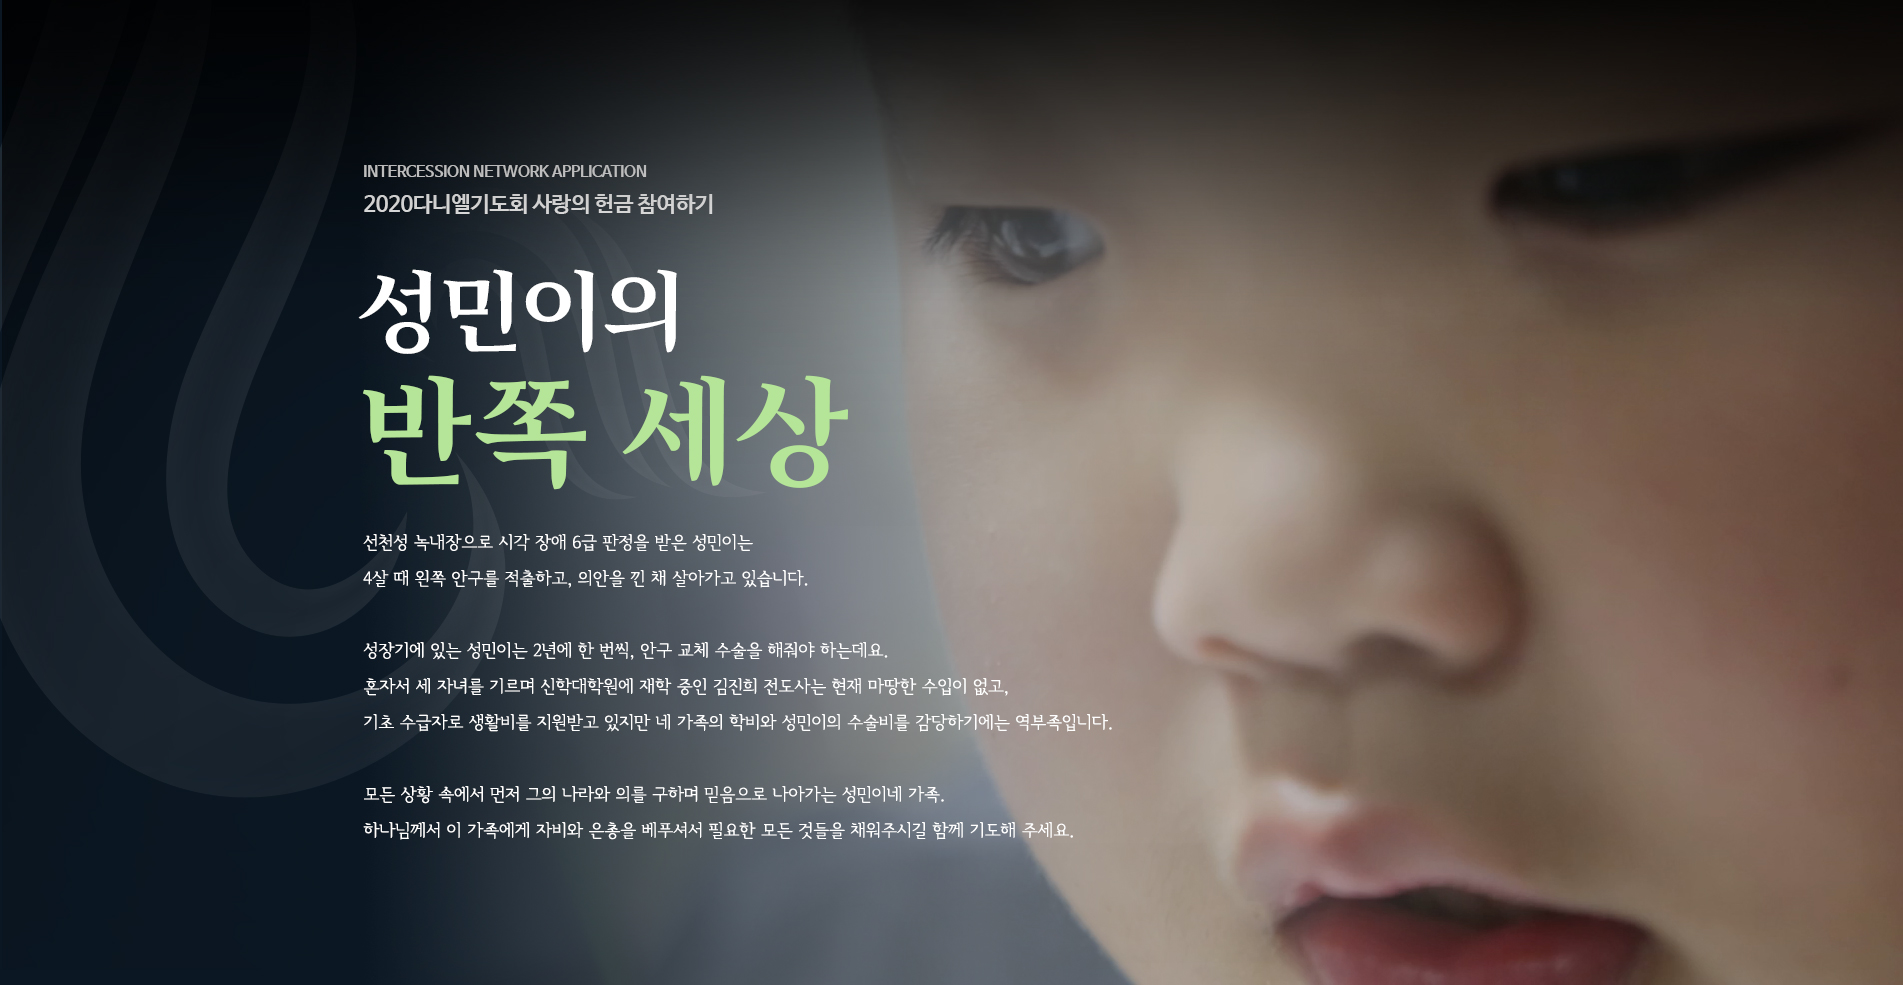 INTERCESSION NETWORK APPLICATION
2020다니엘기도회 사랑의 헌금 참여하기
성민이의
반쪽 세상
선천성 녹내장으로 시각 장애 6급 판정을 받은 성민이는
4살 때 왼쪽 안구를 적출하고, 의안을 낀 채 살아가고 있습니다.
성장기에 있는 성민이는 2년에 한 번씩, 안구 교체 수술을 해줘야 하는데요.
혼자서 세 자녀를 기르며 신학대학원에 재학 중인 김진희 전도사는 현재 마땅한 수입이 없고,
기초 수급자로 생활비를 지원받고 있지만 네 가족의 학비와 성민이의 수술비를 감당하기에는 역부족입니다.
모든 상황 속에서 먼저 그의 나라와 의를 구하며 믿음으로 나아가는 성민이네 가족.
하나님께서 이 가족에게 자비와 은총을 베푸셔서 필요한 모든 것들을 채워주시길 함께 기도해 주세요.